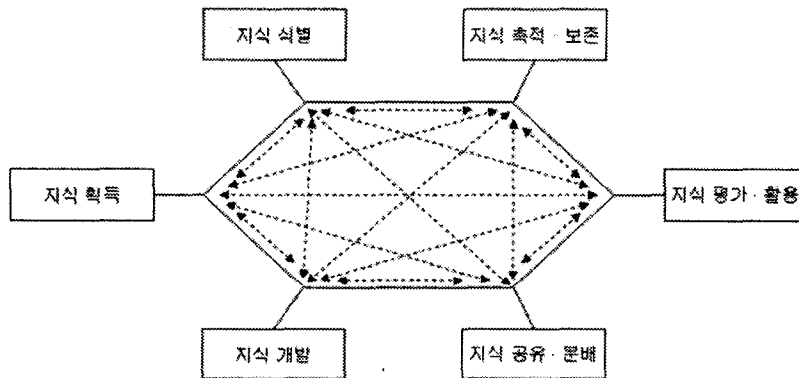 지식 식별
지식 축적 · 보존
지식 획득
지식 평가 · 활용
지식 개발
지식 공유 · 분배